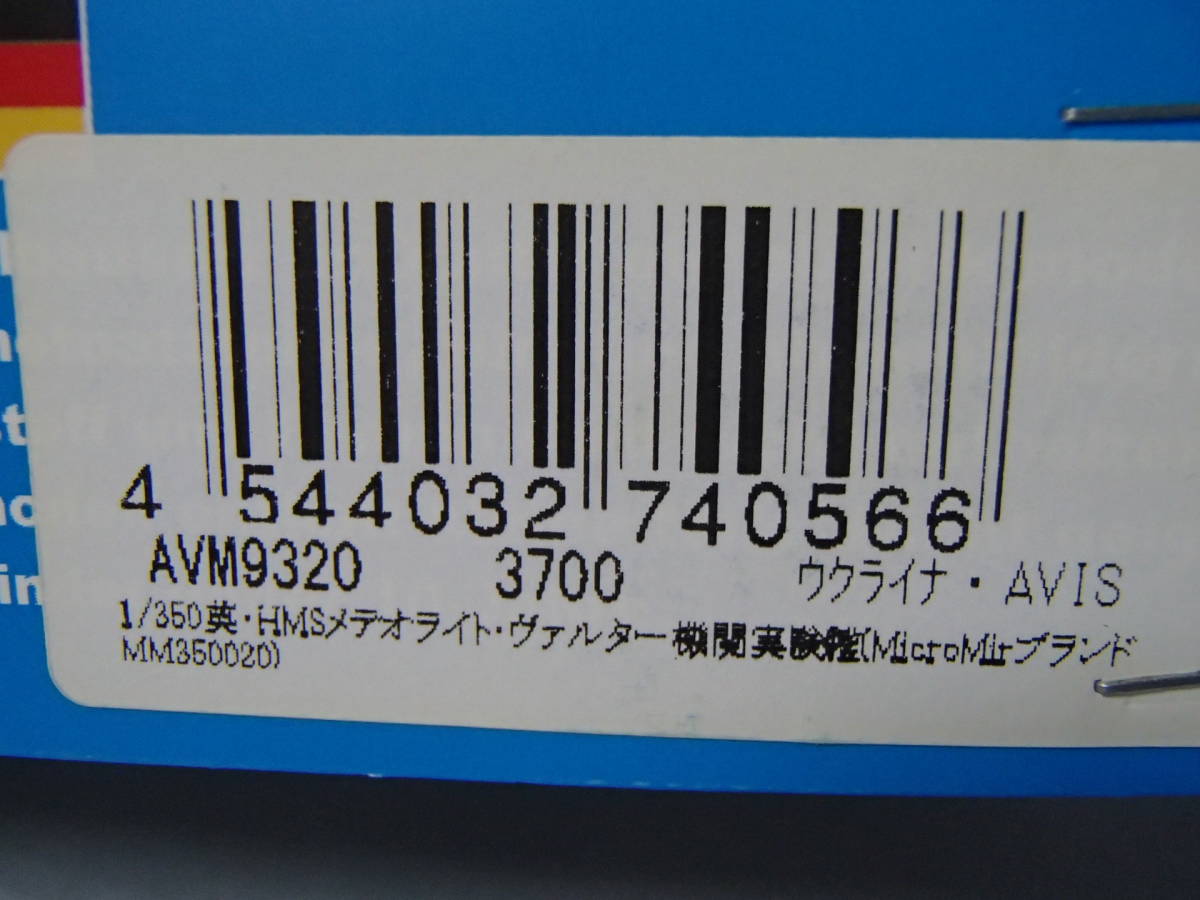 4 544032 740566
AVM9320 3700 ウクライナ・AVIS
1/350英・HMSメテオライト・ヴァルター機関実験艦(MicroMirブランド
MM350020)